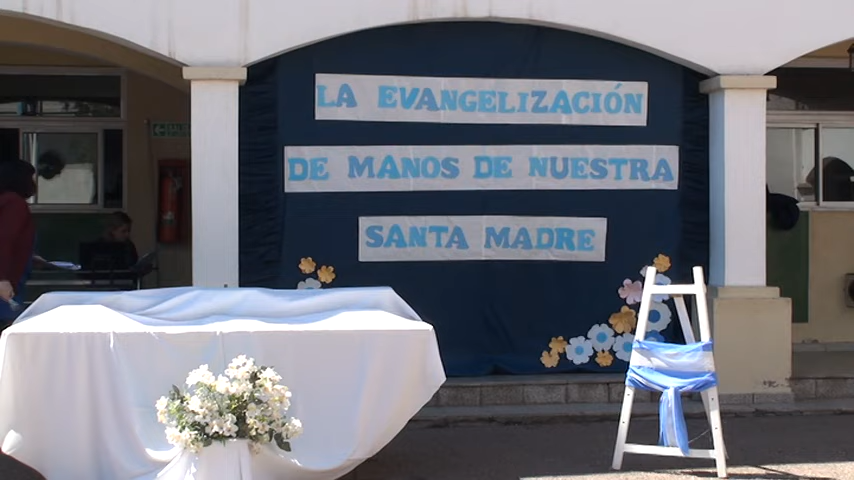 LA EVANGELIZACIÓN
DE MANOS DE NUESTRA
SANTA MADRE